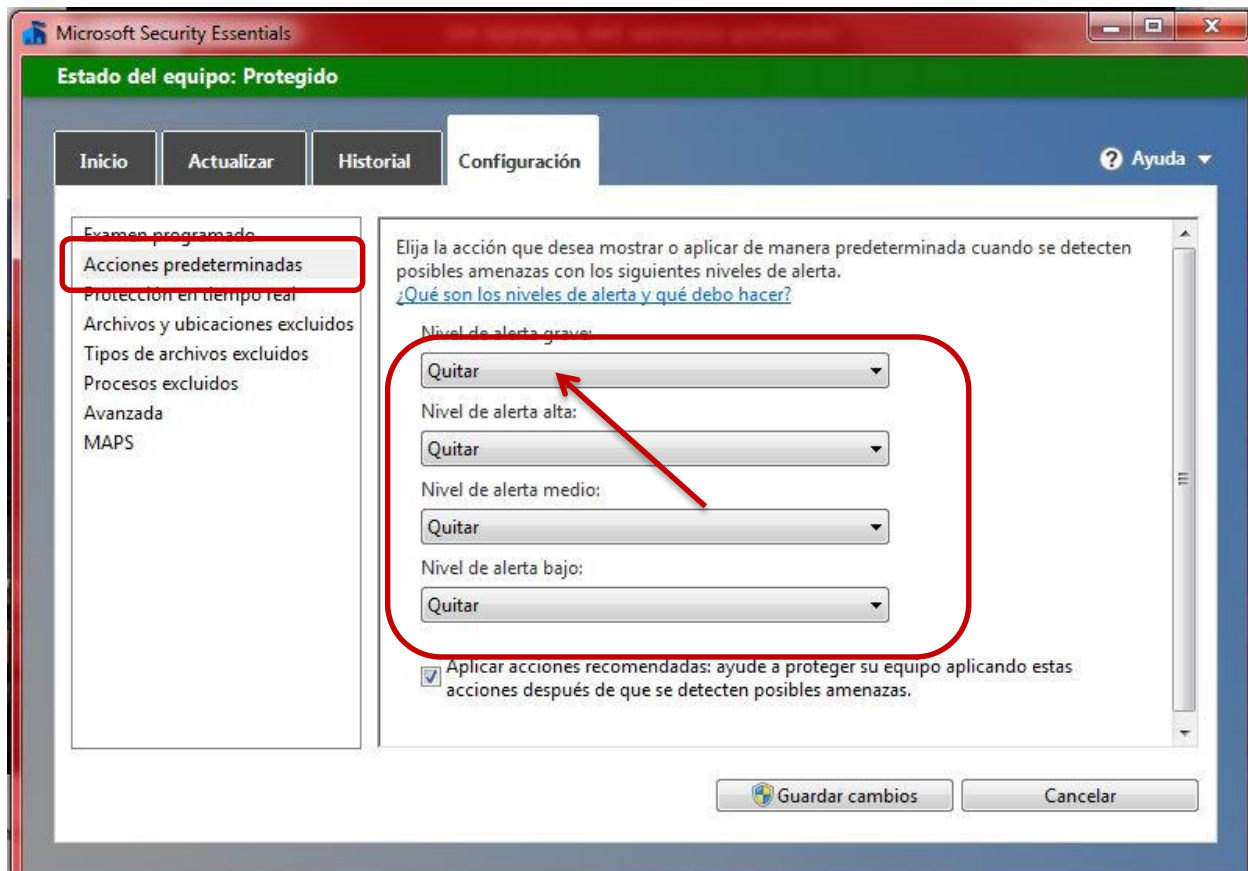 Microsoft Security Essentials
Estado del equipo: Protegido
Inicio
Actualizar
Historial
Configuración
Ayuda
Examen programado
Acciones predeterminadas
Protección en tiempo real
Archivos y ubicaciones excluidos
Tipos de archivos excluidos
Procesos excluidos
Avanzada
MAPS
Elija la acción que desea mostrar o aplicar de manera predeterminada cuando se detecten
posibles amenazas con los siguientes niveles de alerta.
¿Qué son los niveles de alerta y qué debo hacer?
Nivel de alerta grave:
Quitar
Nivel de alerta alta:
Quitar
Nivel de alerta medio:
Quitar
Nivel de alerta bajo:
Quitar
Aplicar acciones recomendadas: ayude a proteger su equipo aplicando estas
acciones después de que se detecten posibles amenazas.
Guardar cambios
Cancelar